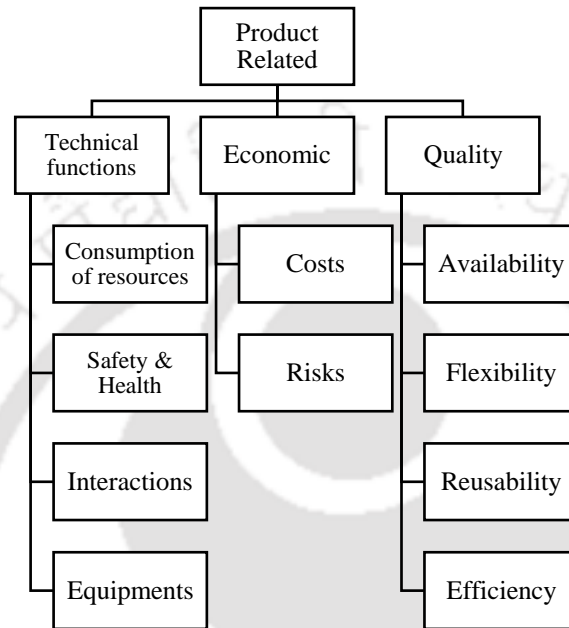 Product
Related
Technical
functions
Economic
Quality
Consumption
of resources
Costs
Availability
Safety &
Health
Risks
Flexibility
Interactions
Reusability
Equipments
Efficiency